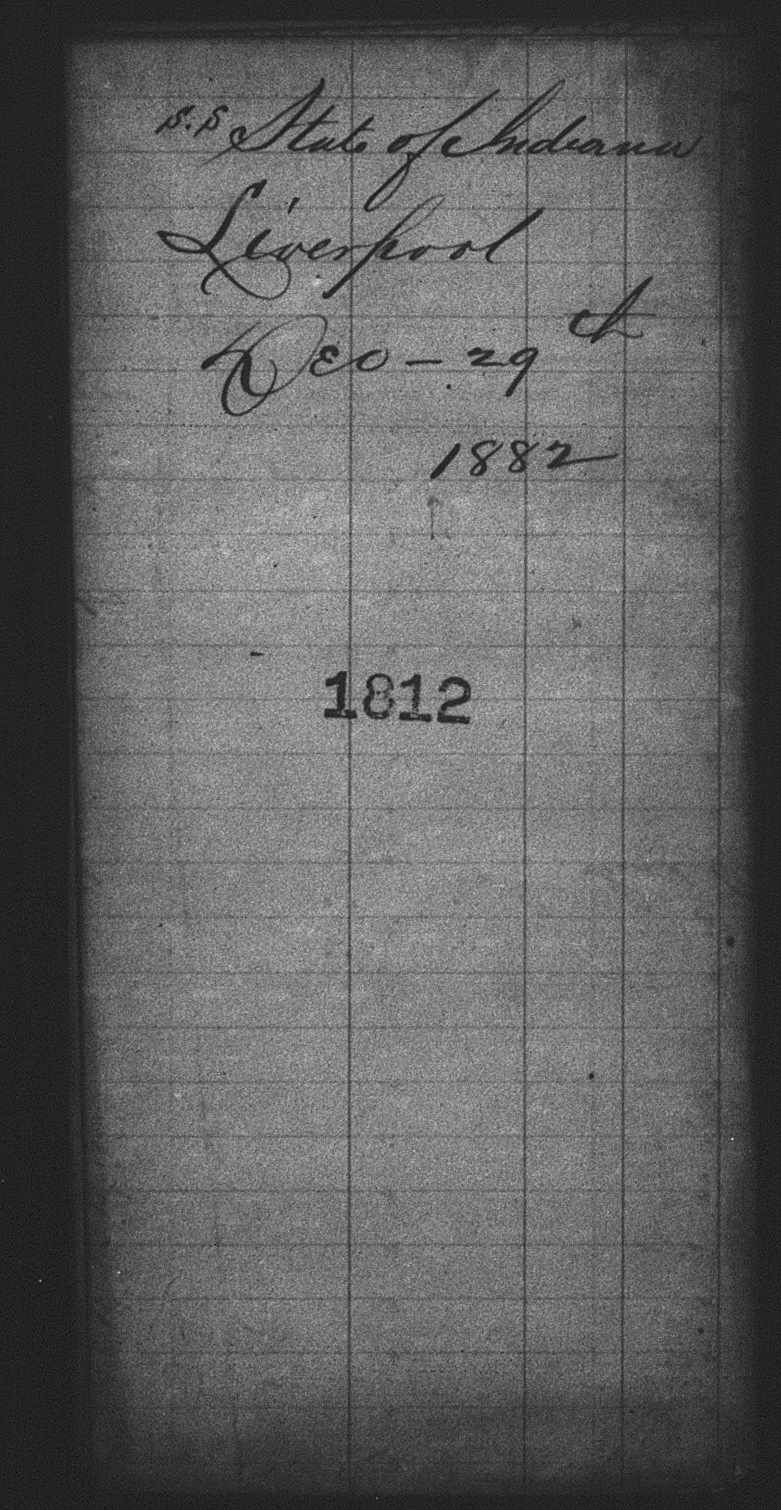 S.S State of Indiana
Liverpool
Dec - 29th
1882
1812